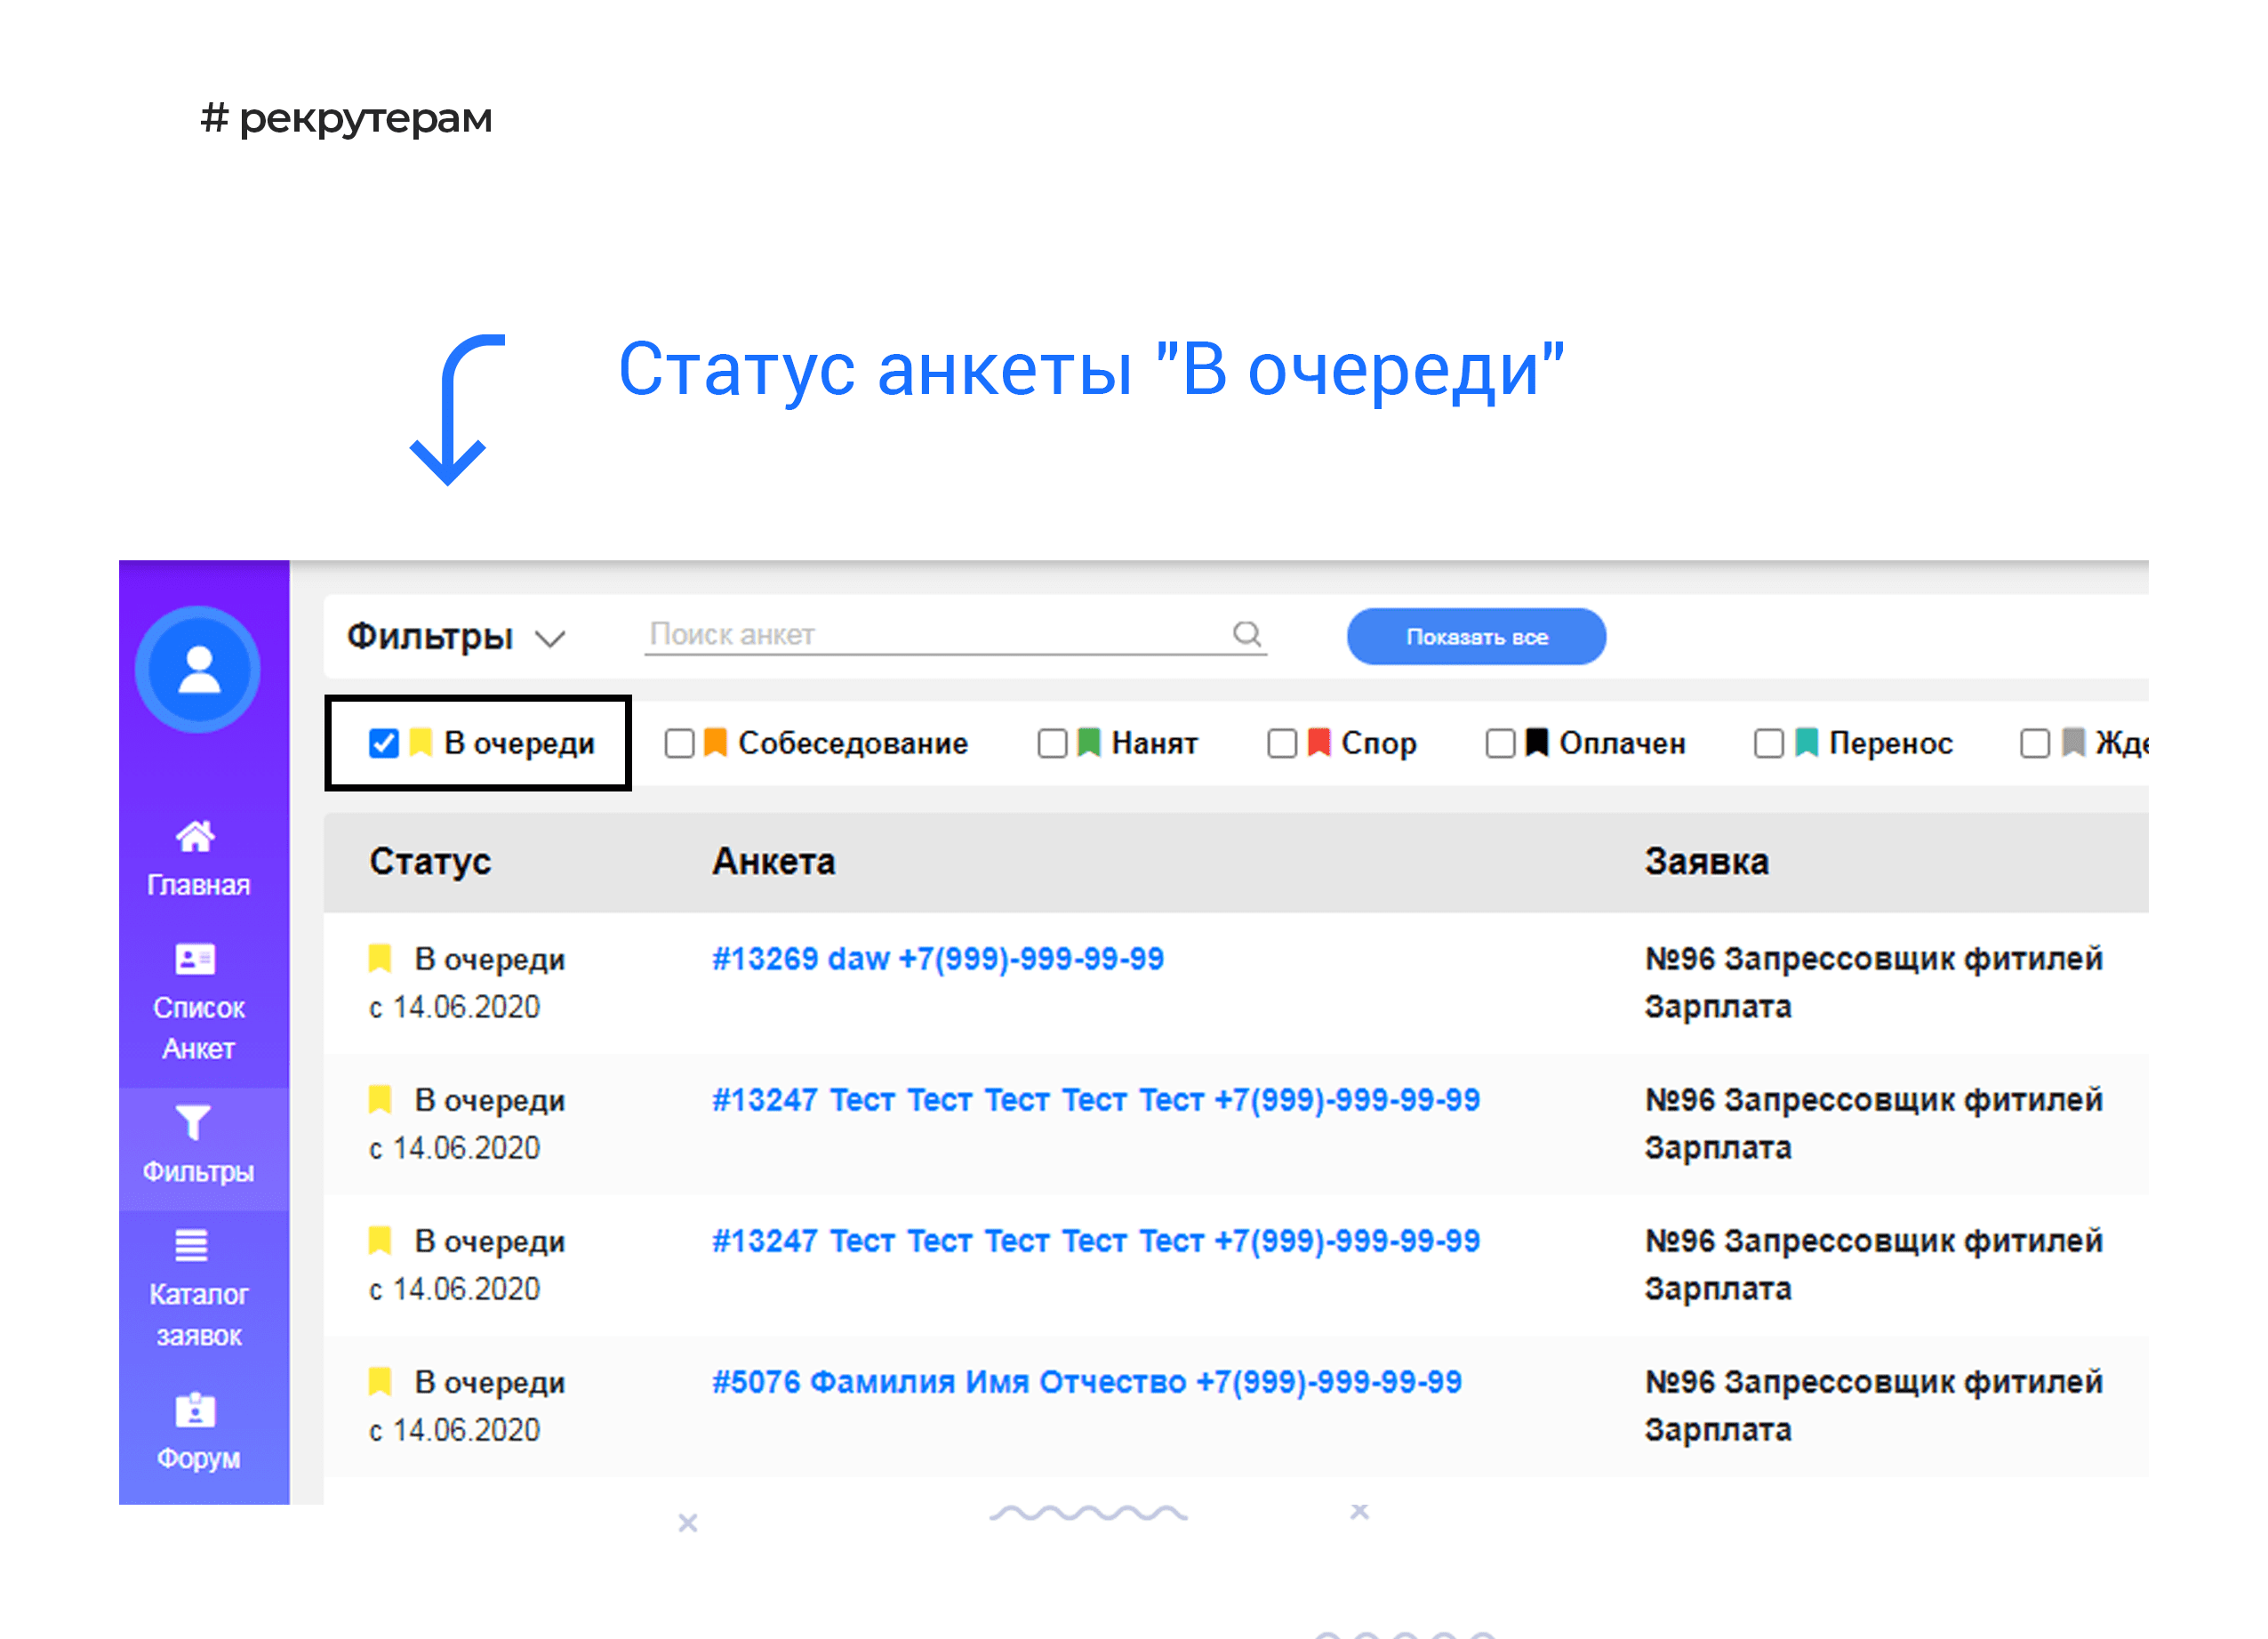 # рекрутерам
Статус анкеты "В очереди"
Фильтры
Поиск анкет
Показать все
В очереди
Собеседование
Нанят
Спор
Оплачен
Перенос
Жде
Главная
Список
Анкет
Фильтры
Каталог
заявок
Форум
Статус
Анкета
Заявка
В очереди
с 14.06.2020
#13269 daw +7(999)-999-99-99
№96 Запрессовщик фитилей
Зарплата
В очереди
с 14.06.2020
#13247 Тест Тест Тест Тест Тест +7(999)-999-99-99
№96 Запрессовщик фитилей
Зарплата
В очереди
с 14.06.2020
#13247 Тест Тест Тест Тест Тест +7(999)-999-99-99
№96 Запрессовщик фитилей
Зарплата
В очереди
с 14.06.2020
#5076 Фамилия Имя Отчество +7(999)-999-99-99
№96 Запрессовщик фитилей
Зарплата